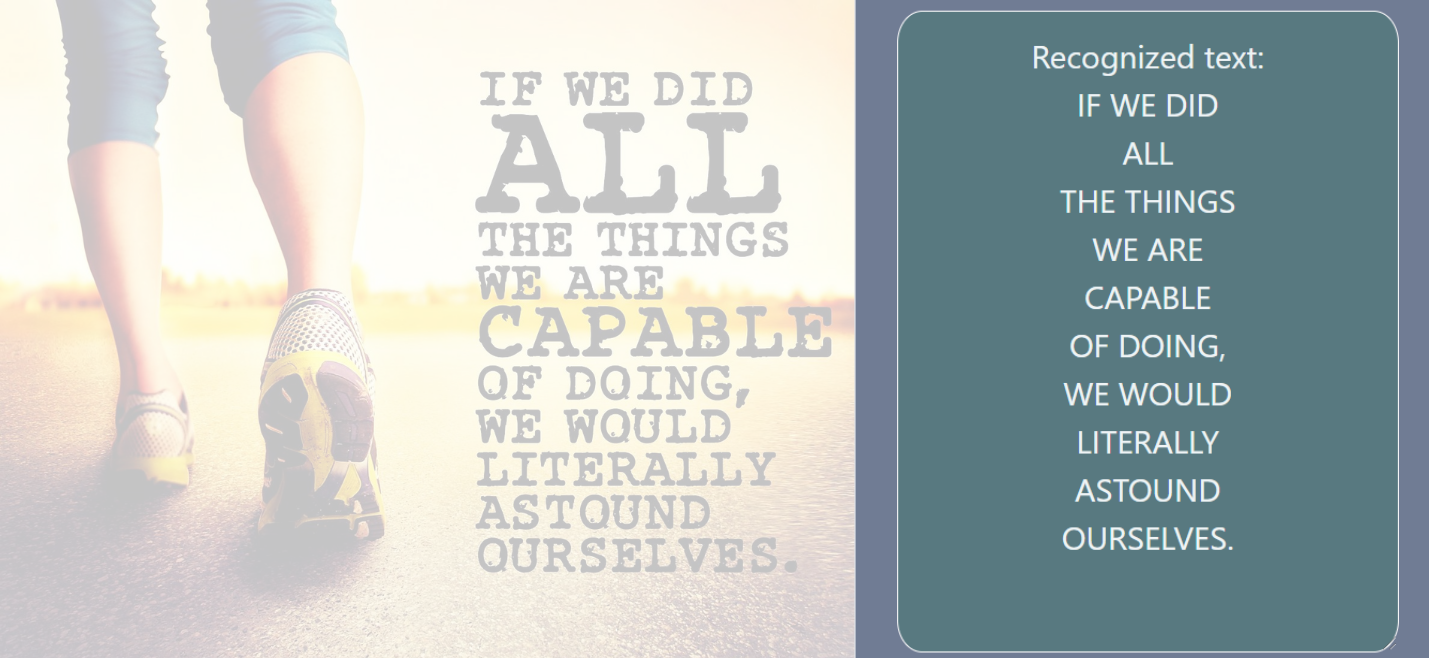 IF WE DID
ALL
THE THINGS
WE ARE
CAPABLE
OF DOING,
WE WOULD
LITERALLY
ASTOUND
OURSELVES.
Recognized text:
IF WE DID
ALL
THE THINGS
WE ARE
CAPABLE
OF DOING,
WE WOULD
LITERALLY
ASTOUND
OURSELVES.